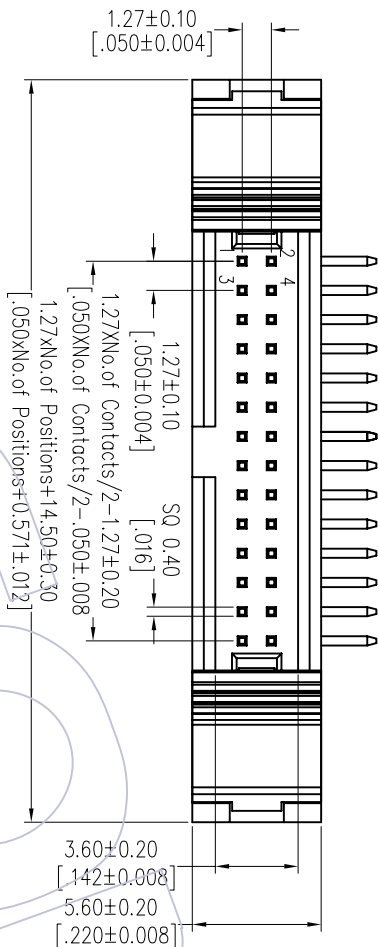 1.27±0.10
[.050±0.004]
1
2
3
4
1.27±0.10
[.050±0.004]
SQ 0.40
[.016]
1.27XNo.of Contacts/2-1.27±0.20
[.050XNo.of Contacts/2-.050±.008
1.27xNo.of Positions+14.50±0.30
[.050xNo.of Positions+0.571±.012]
3.60±0.20
[.142±0.008]
5.60±0.20
[.220±0.008]